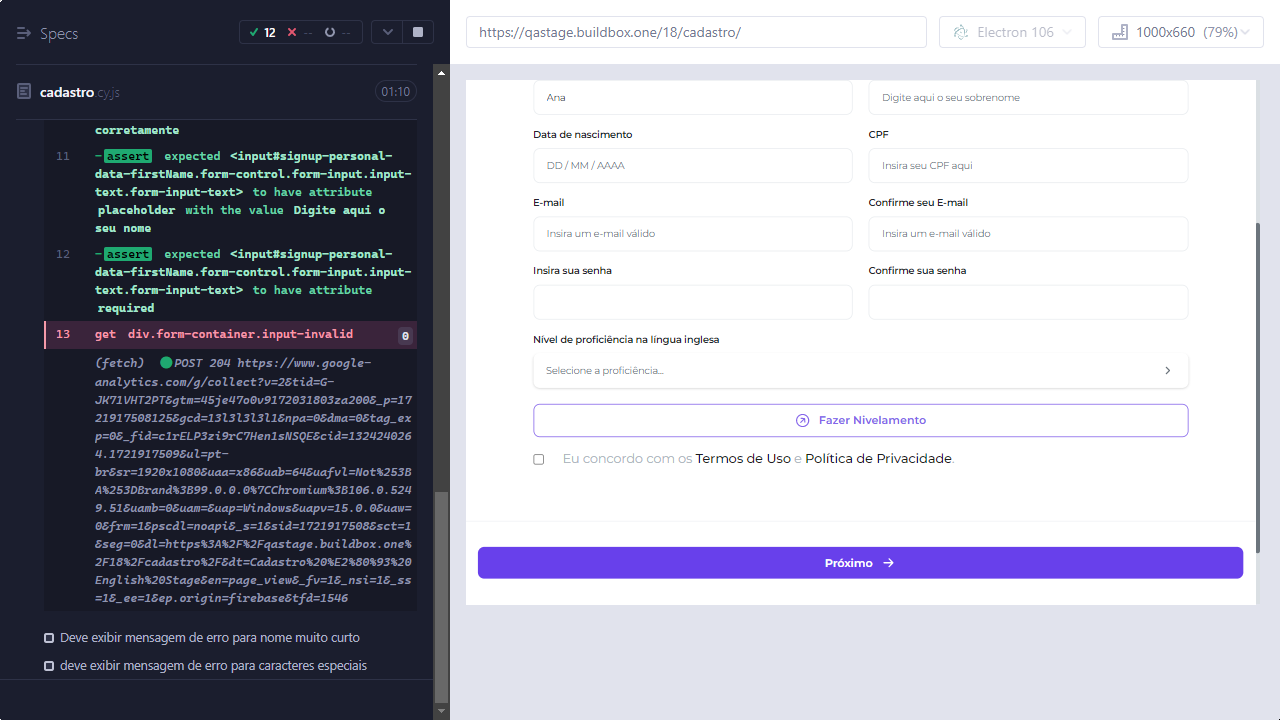 Specs
12
--
--
cadastro.cy.js
01:10
corretamente
11 -assert expected <input#signup-personal-
data-firstName.form-control.form-input.input-
text.form-input-text> to have attribute
placeholder with the value Digite aqui o
seu nome
12 -assert expected <input#signup-personal-
data-firstName.form-control.form-input.input-
text.form-input-text> to have attribute
required
13 get div.form-container.input-invalid 0
(fetch) POST 204 https://www.google-
analytics.com/g/collect?v=2&tid=G-
JK71VHT2PT&gtm=45je47o0v9172031803za200&_p=17
21917508125&gcd=13l3l3l3l1&npa=0&dma=0&tag_ex
p=0&_fid=c1rELP3zi9rC7Hen1sNSQE&cid=132424026
4.1721917509&ul=pt-
br&sr=1920x1080&uaa=x86&uab=64&uafvl=Not%253B
A%253DBrand%3B99.0.0.0%7CChromium%3B106.0.524
9.51&uamb=0&uam=&uap=Windows&uapv=15.0.0&uaw=
0&frm=1&pscdl=noapi&_s=1&sid=1721917508&sct=1
&seg=0&dl=https%3A%2F%2Fqastage.buildbox.one%
2F18%2Fcadastro%2F&dt=Cadastro%20%E2%80%93%20
English%20Stage&en=page_view&_fv=1&_nsi=1&_ss
=1&_ee=1&ep.origin=firebase&tfd=1546
Deve exibir mensagem de erro para nome muito curto
deve exibir mensagem de erro para caracteres especiais
https://qastage.buildbox.one/18/cadastro/
Electron 106
1000x660 (79%)
Ana
Digite aqui o seu sobrenome
Data de nascimento
CPF
DD / MM / AAAA
Insira seu CPF aqui
E-mail
Confirme seu E-mail
Insira um e-mail válido
Insira um e-mail válido
Insira sua senha
Confirme sua senha
Nível de proficiência na língua inglesa
Selecione a proficiência...
Fazer Nivelamento
Eu concordo com os Termos de Uso e Política de Privacidade.
Próximo